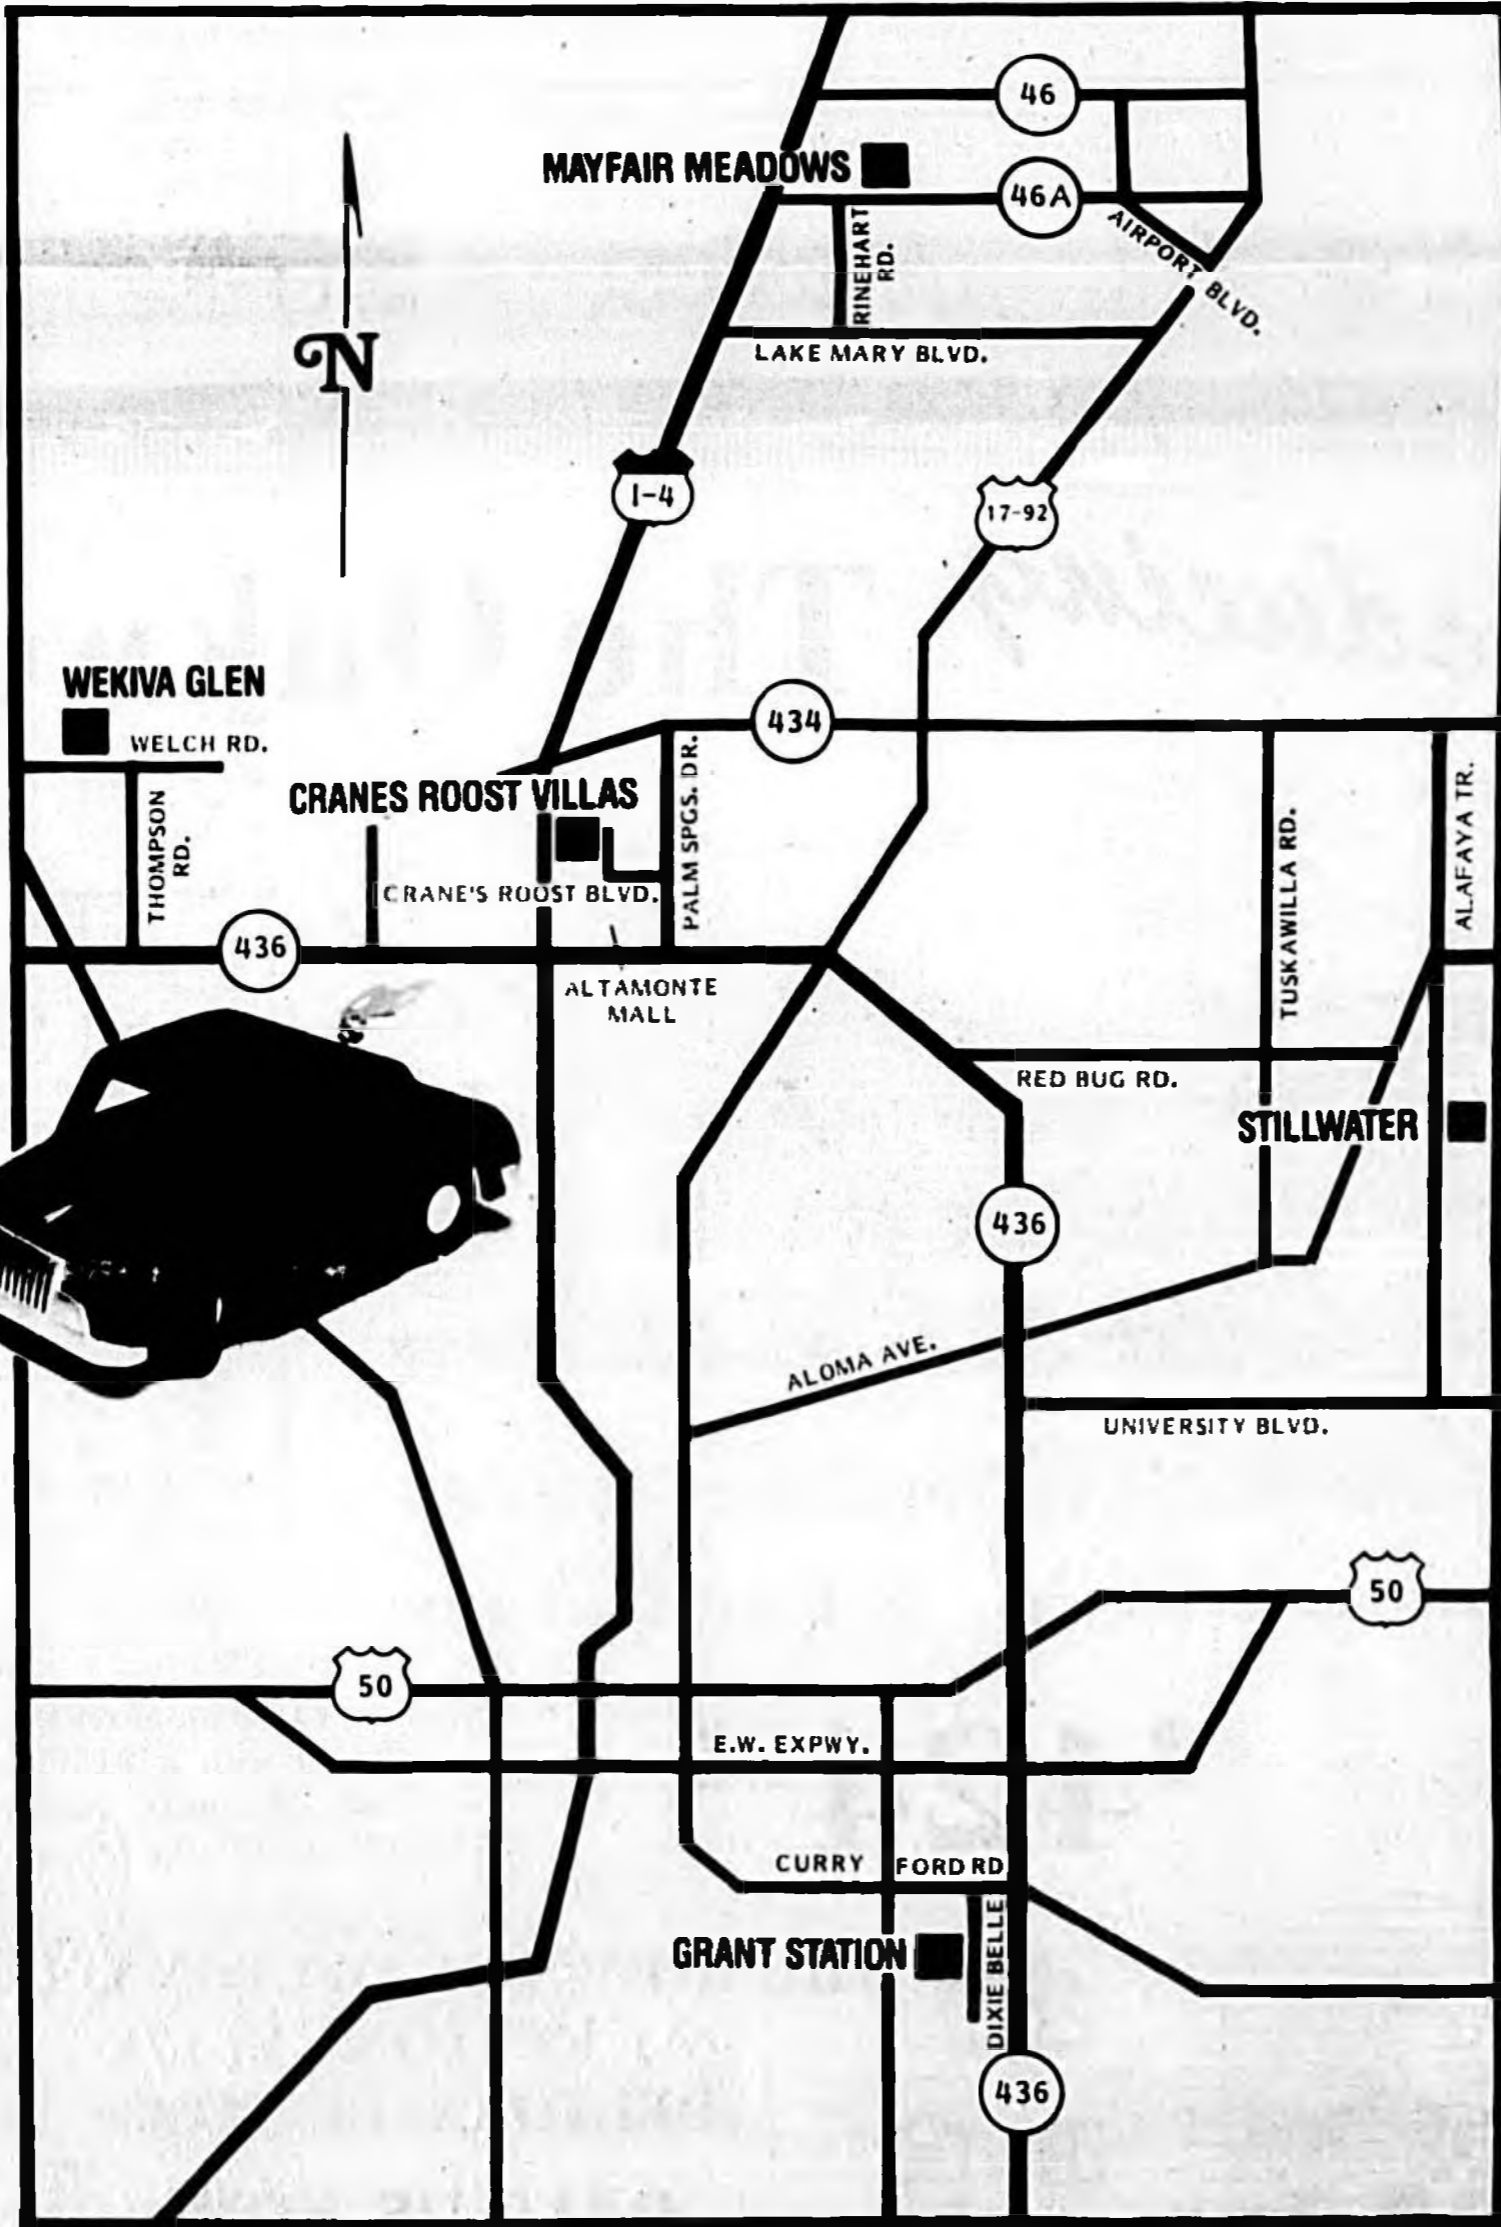 46
MAYFAIR MEADOWS
46A
AIRPORT BLVD.
RINEHART
RD.
LAKE MARY BLVD.
N
I-4
17-92
WEKIVA GLEN
WELCH RD.
434
CRANES ROOST VILLAS
THOMPSON
RD.
PALM SPGS. DR.
TUSKAWILLA RD.
ALAFAYA TR.
CRANE'S ROOST BLVD.
436
ALTAMONTE
MALL
RED BUG RD.
STILLWATER
436
ALOMA AVE.
UNIVERSITY BLVD.
50
50
E.W. EXPWY.
CURRY FORD RD
GRANT STATION
DIXIE BELLE
436